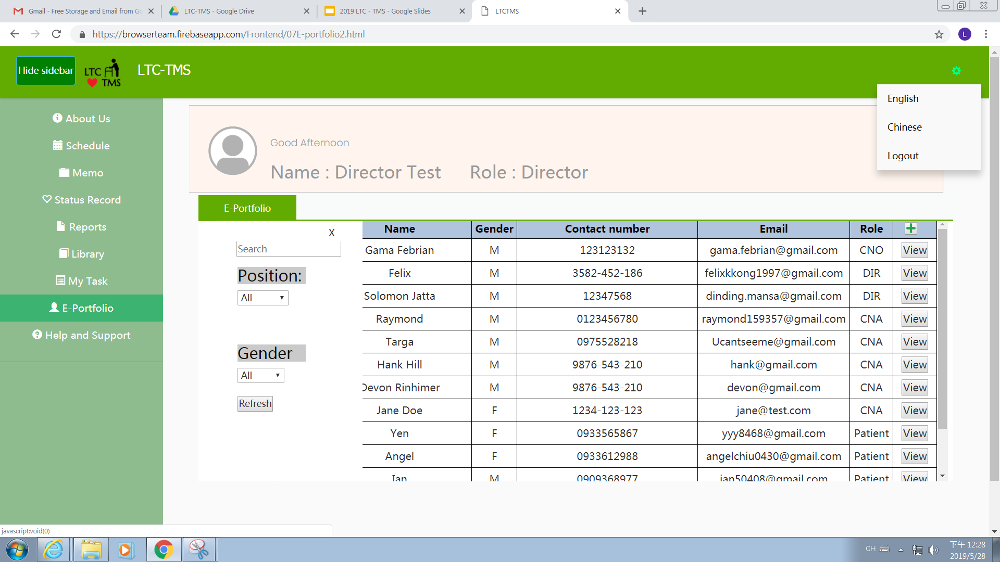 Gmail - Free Storage and Email from Go
LTC-TMS - Google Drive
2019 LTC - TMS - Google Slides
LTCTMS
https://browserteam.firebaseapp.com/Frontend/07E-portfolio2.html
L
Hide sidebar
LTC
TMS
LTC-TMS
English
Chinese
Logout
About Us
Schedule
Memo
Status Record
Reports
Library
My Task
E-Portfolio
Help and Support
Good Afternoon
Name : Director Test Role : Director
E-Portfolio
X
Search
Position:
All
Gender
All
Refresh
Name Gender Contact number Email Role
Gama Febrian M 123123132 gama.febrian@gmail.com CNO View
Felix M 3582-452-186 felixkkong1997@gmail.com DIR View
Solomon Jatta M 12347568 dinding.mansa@gmail.com DIR View
Raymond M 0123456780 raymond159357@gmail.com CNA View
Targa M 0975528218 Ucantseeme@gmail.com CNA View
Hank Hill M 9876-543-210 hank@gmail.com CNA View
Devon Rinhimer M 9876-543-210 devon@gmail.com CNA View
Jane Doe F 1234-123-123 jane@test.com CNA View
Yen F 0933565867 yyy8468@gmail.com Patient View
Angel F 0933612988 angelchiu0430@gmail.com Patient View
Ian M 0909368977 ian50408@gmail.com Patient View
javascript:void(0)
CH
下午 12:28
2019/5/28